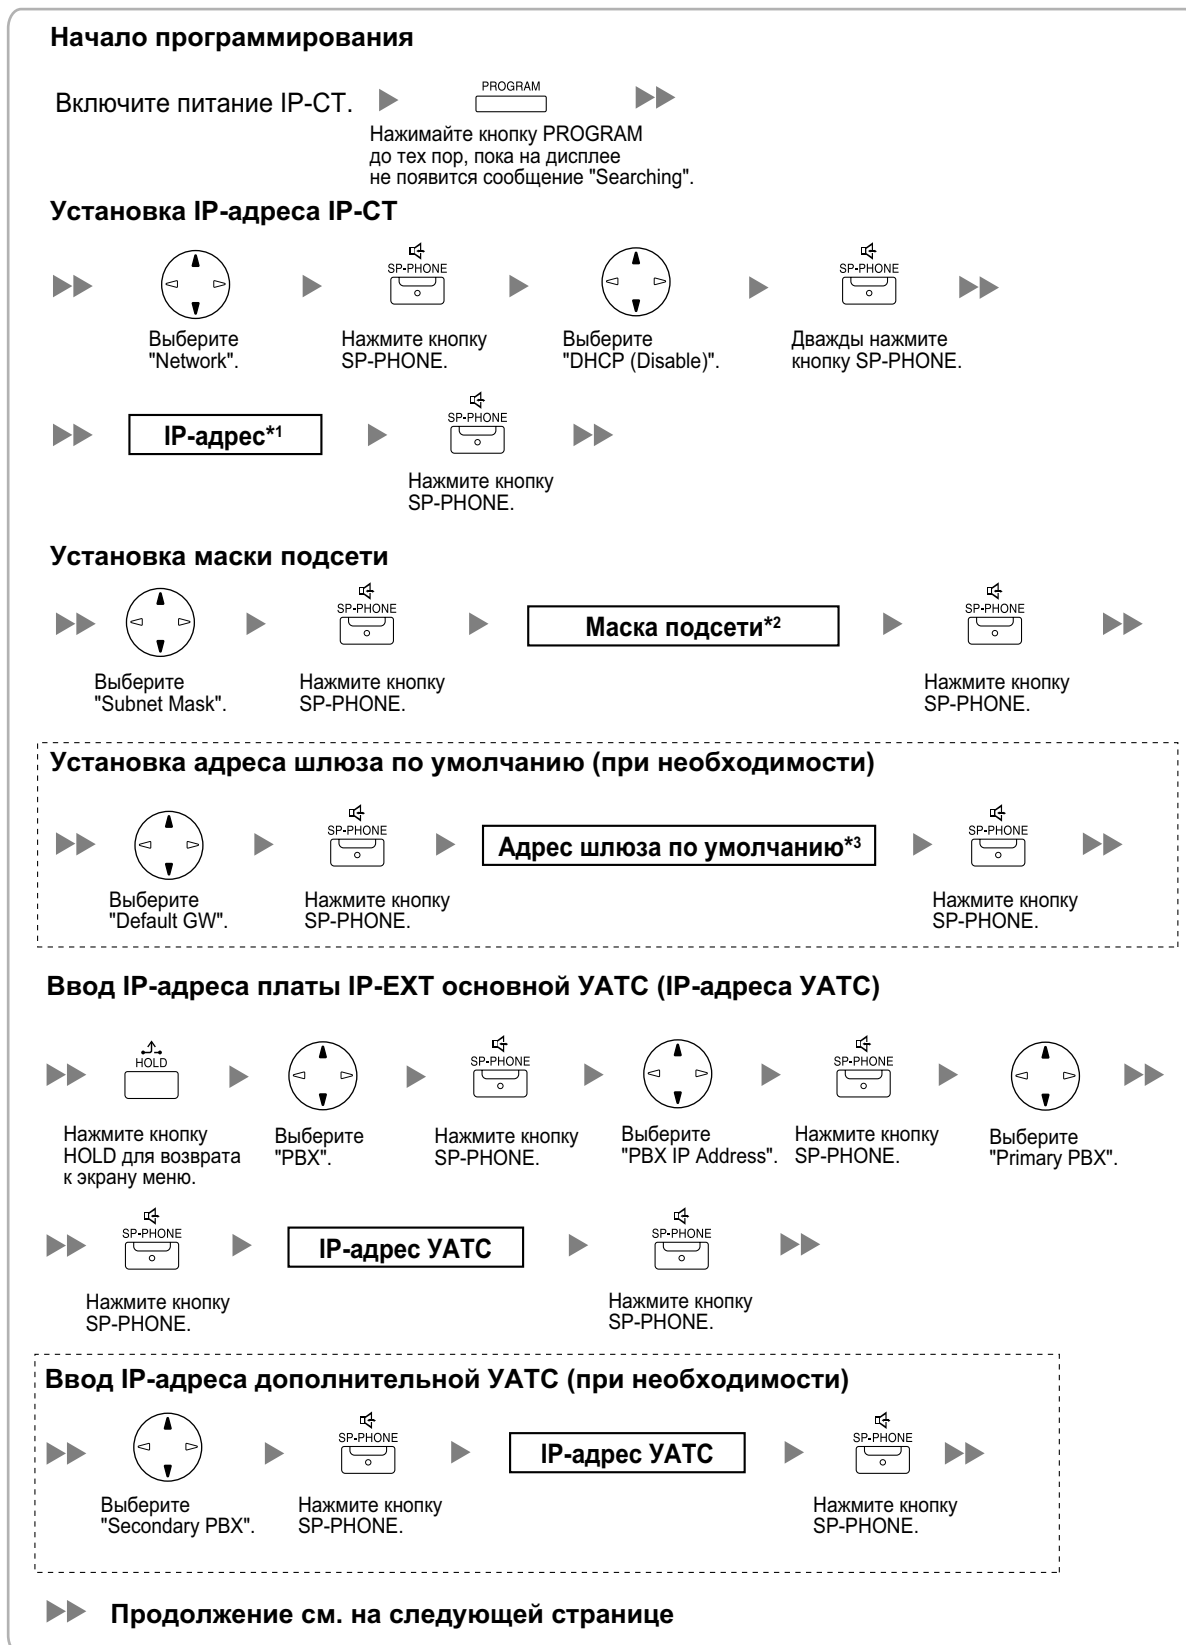 Начало программирования
Включите питание IP-СТ.
PROGRAM
Нажимайте кнопку PROGRAM
до тех пор, пока на дисплее
не появится сообщение "Searching".
Установка IP-адреса IP-СТ
SP-PHONE
SP-PHONE
Выберите
"Network".
Нажмите кнопку
SP-PHONE.
Выберите
"DHCP (Disable)".
Дважды нажмите
кнопку SP-PHONE.
IP-адрес*1
SP-PHONE
Нажмите кнопку
SP-PHONE.
Установка маски подсети
SP-PHONE
Маска подсети*2
SP-PHONE
Выберите
"Subnet Mask".
Нажмите кнопку
SP-PHONE.
Нажмите кнопку
SP-PHONE.
Установка адреса шлюза по умолчанию (при необходимости)
SP-PHONE
Адрес шлюза по умолчанию*3
SP-PHONE
Выберите
"Default GW".
Нажмите кнопку
SP-PHONE.
Нажмите кнопку
SP-PHONE.
Ввод IP-адреса платы IP-EXT основной УАТС (IP-адреса УАТС)
HOLD
SP-PHONE
SP-PHONE
Нажмите кнопку
HOLD для возврата
к экрану меню.
Выберите
"PBX".
Нажмите кнопку
SP-PHONE.
Выберите
"PBX IP Address".
Нажмите кнопку
SP-PHONE.
Выберите
"Primary PBX".
SP-PHONE
IP-адрес УАТС
SP-PHONE
Нажмите кнопку
SP-PHONE.
Нажмите кнопку
SP-PHONE.
Ввод IP-адреса дополнительной УАТС (при необходимости)
SP-PHONE
IP-адрес УАТС
SP-PHONE
Выберите
"Secondary PBX".
Нажмите кнопку
SP-PHONE.
Нажмите кнопку
SP-PHONE.
Продолжение см. на следующей странице